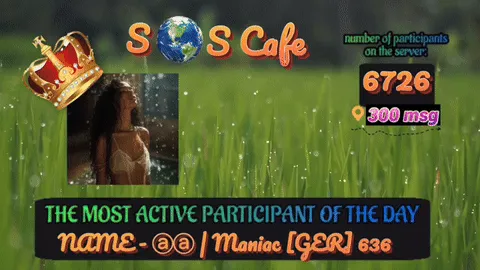 S S Cafe
number of participants
on the server:
6726
300 msg
THE MOST ACTIVE PARTICIPANT OF THE DAY
NAME - ⓐⓐ | Maniac [GER] 636